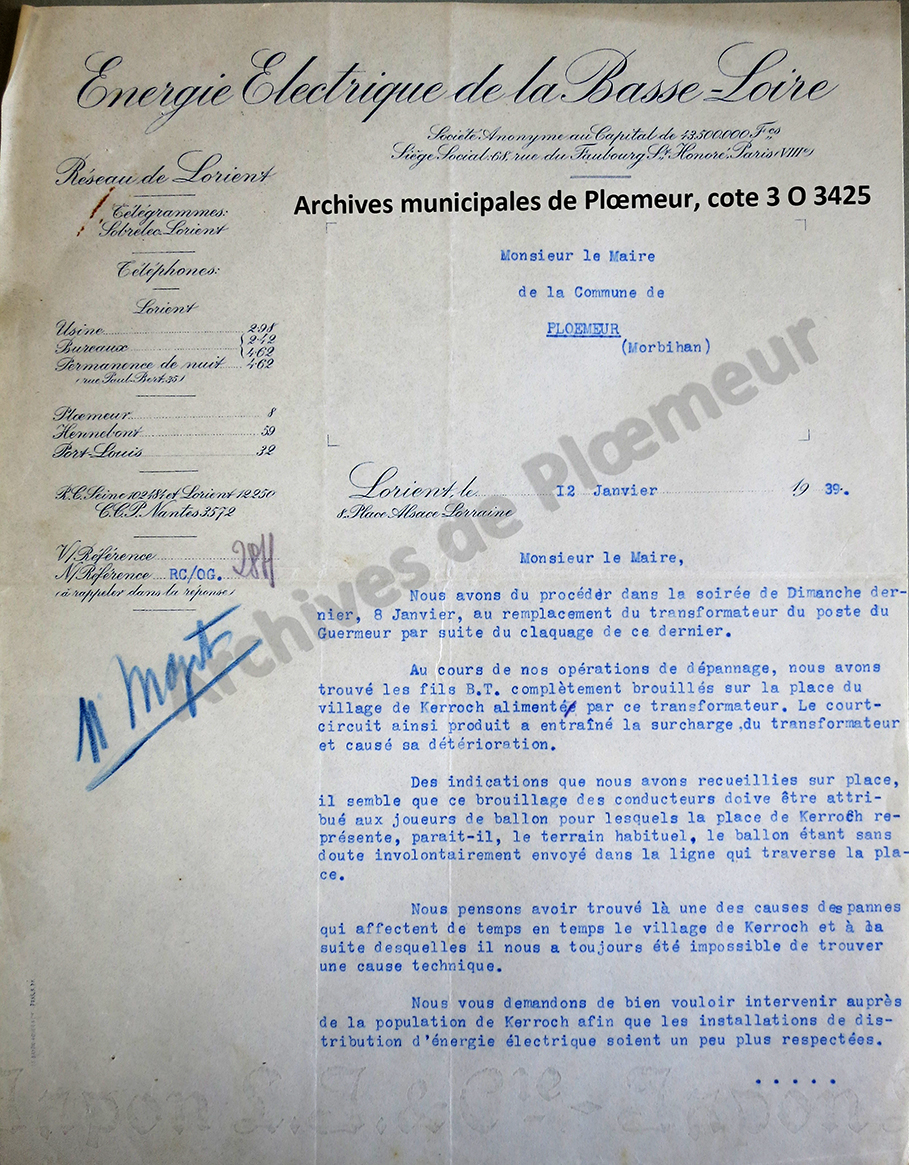 Energie Electrique de la Basse-Loire
Société Anonyme au Capital de 43.500.000 Fcs
Siège Social.68, rue du Faubourg St Honoré.Paris (VIIIe)
Réseau de Lorient
Télégrammes:
Sobrélec.Lorient
Téléphones:
Lorient
Usine 2.98
Bureaux { 2.42
4.62
Permanence de nuit 4.62
(rue Paul-Bert.35)
Plœmeur 8
Hennebont 59
Port-Louis 32
R.C. Seine 102484 et Lorient 12.250
C.C.P. Nantes 3572
V/Référence
N/Référence RC/OG.
(à rappeler dans la réponse)
Archives municipales de Plœmeur, cote 3 O 3425
Monsieur le Maire
de la Commune de
PLOEMEUR
(Morbihan)
Archives de Plœmeur
Lorient, le 12 Janvier 19 39.
8.Place Alsace-Lorraine
Monsieur le Maire,
Nous avons du procéder dans la soirée de Dimanche der-
nier, 8 Janvier, au remplacement du transformateur du poste du
Guermeur par suite du claquage de ce dernier.
Au cours de nos opérations de dépannage, nous avons
trouvé les fils B.T. complètement brouillés sur la place du
village de Kerroch alimenté par ce transformateur. Le court-
circuit ainsi produit a entraîné la surcharge du transformateur
et causé sa détérioration.
Des indications que nous avons recueillies sur place,
il semble que ce brouillage des conducteurs doive être attri-
bué aux joueurs de ballon pour lesquels la place de Kerroch re-
présente, parait-il, le terrain habituel, le ballon étant sans
doute involontairement envoyé dans la ligne qui traverse la pla-
ce.
Nous pensons avoir trouvé là une des causes des pannes
qui affectent de temps en temps le village de Kerroch et à la
suite desquelles il nous a toujours été impossible de trouver
une cause technique.
Nous vous demandons de bien vouloir intervenir auprès
de la population de Kerroch afin que les installations de dis-
tribution d'énergie électrique soient un peu plus respectées.
.....